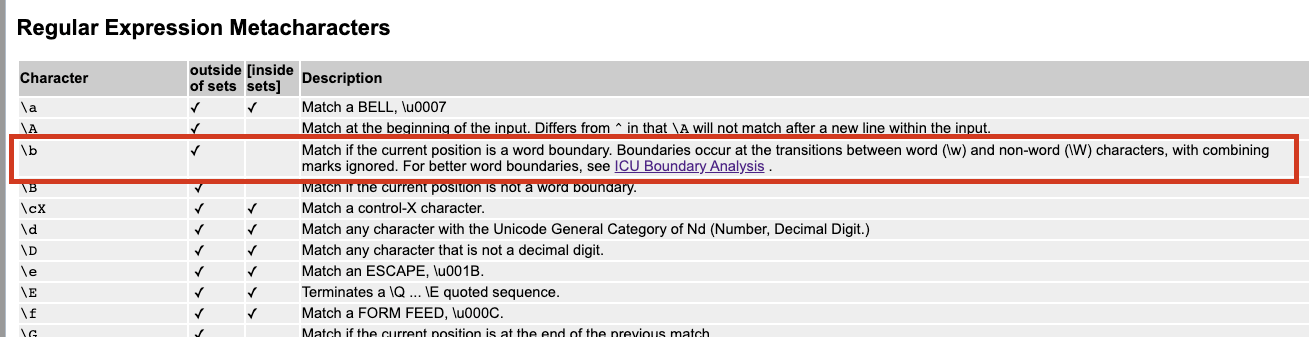 Regular Expression Metacharacters
Character outside of sets [inside sets] Description
\a ✓ ✓ Match a BELL, \u0007
\A ✓ Match at the beginning of the input. Differs from ^ in that \A will not match after a new line within the input.
\b ✓ Match if the current position is a word boundary. Boundaries occur at the transitions between word (\w) and non-word (\W) characters, with combining
marks ignored. For better word boundaries, see ICU Boundary Analysis .
\B ✓ Match if the current position is not a word boundary.
\cX ✓ ✓ Match a control-X character.
\d ✓ ✓ Match any character with the Unicode General Category of Nd (Number, Decimal Digit.)
\D ✓ ✓ Match any character that is not a decimal digit.
\e ✓ ✓ Match an ESCAPE, \u001B.
\E ✓ ✓ Terminates a \Q ... \E quoted sequence.
\f ✓ ✓ Match a FORM FEED, \u000C.
\G ✓ Match if the current position is at the end of the previous match